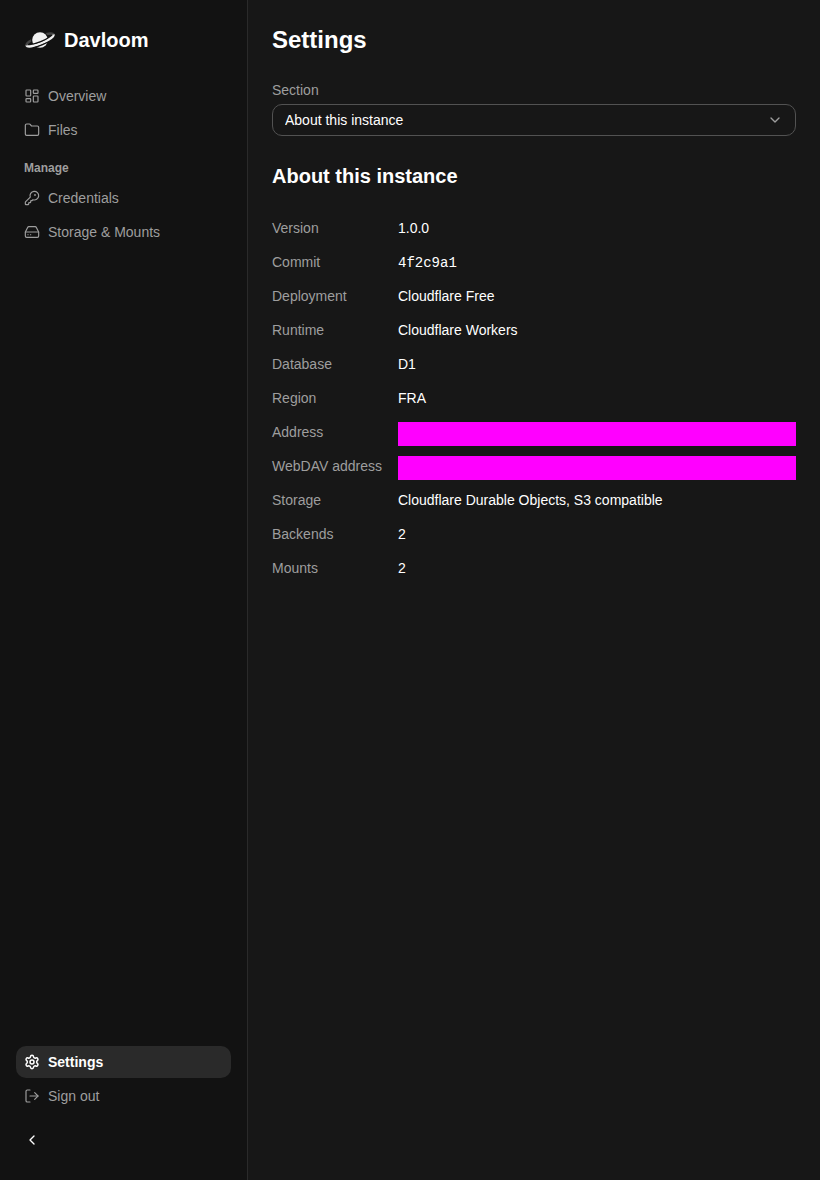 Davloom
Overview
Files
Manage
Credentials
Storage & Mounts
Settings
Sign out
Settings
Section
About this instance
About this instance
Version 1.0.0
Commit 4f2c9a1
Deployment Cloudflare Free
Runtime Cloudflare Workers
Database D1
Region FRA
Address
WebDAV address
Storage Cloudflare Durable Objects, S3 compatible
Backends 2
Mounts 2